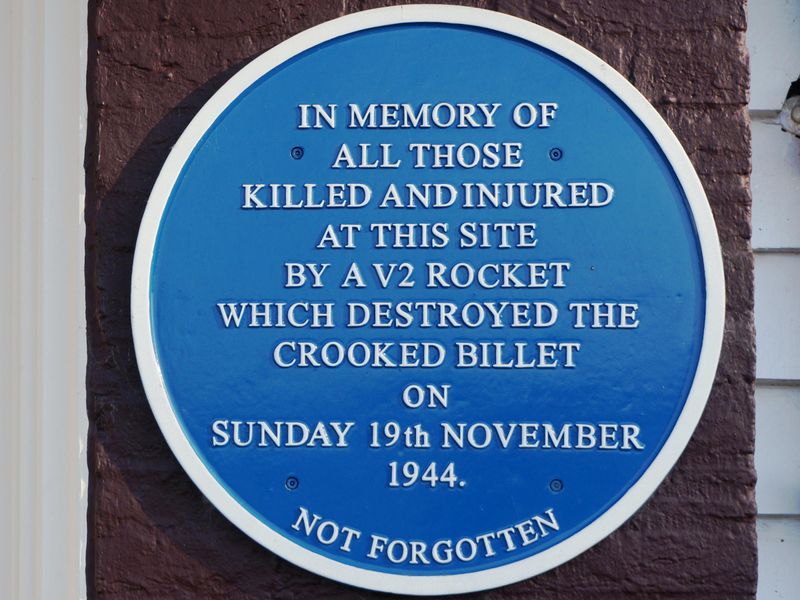 IN MEMORY OF
ALL THOSE
KILLED AND INJURED
AT THIS SITE
BY A V2 ROCKET
WHICH DESTROYED THE
CROOKED BILLET
ON
SUNDAY 19th NOVEMBER
1944.
NOT FORGOTTEN